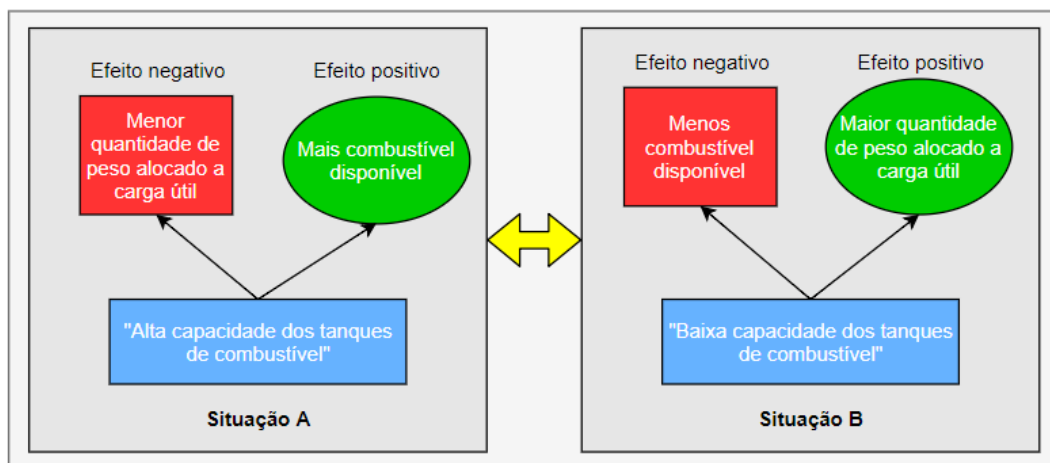 Efeito negativo
Efeito positivo
Menor
quantidade de
peso alocado a
carga útil
Mais combustível
disponível
"Alta capacidade dos tanques
de combustível"
Situação A
Efeito negativo
Efeito positivo
Menos
combustível
disponível
Maior quantidade
de peso alocado a
carga útil
"Baixa capacidade dos tanques
de combustível"
Situação B